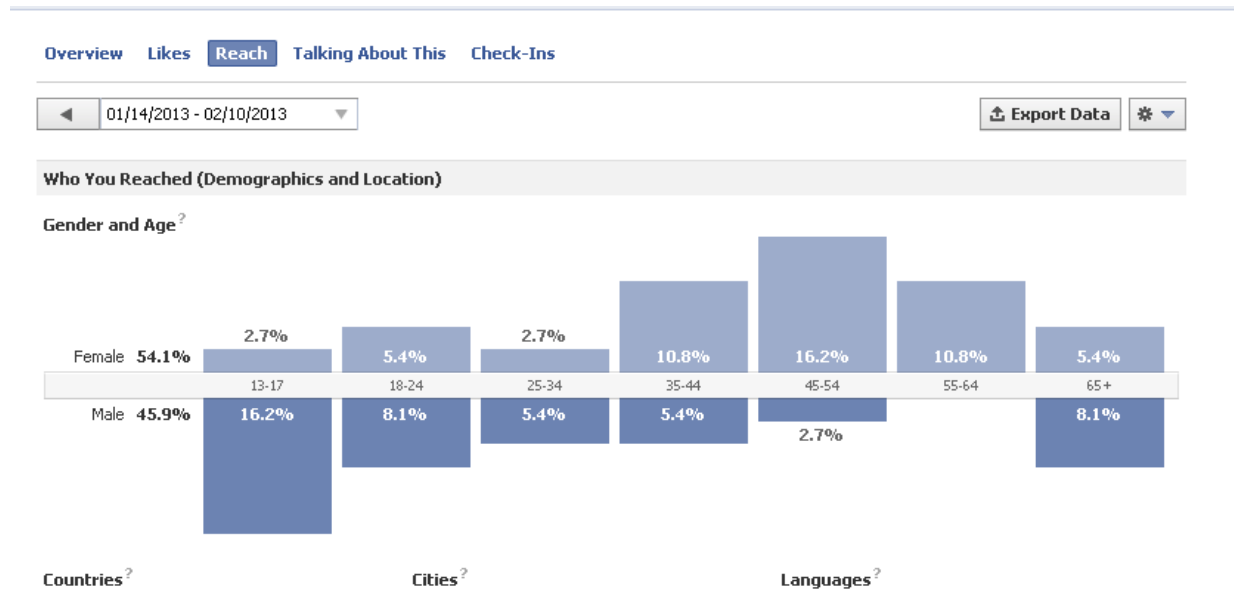 Overview Likes Reach Talking About This Check-Ins
01/14/2013 - 02/10/2013 Export Data
Who You Reached (Demographics and Location)
Gender and Age?
2.7% 2.7%
Female 54.1% 5.4% 10.8% 16.2% 10.8% 5.4%
13-17 18-24 25-34 35-44 45-54 55-64 65+
Male 45.9% 16.2% 8.1% 5.4% 5.4% 8.1%
2.7%
Countries? Cities? Languages?